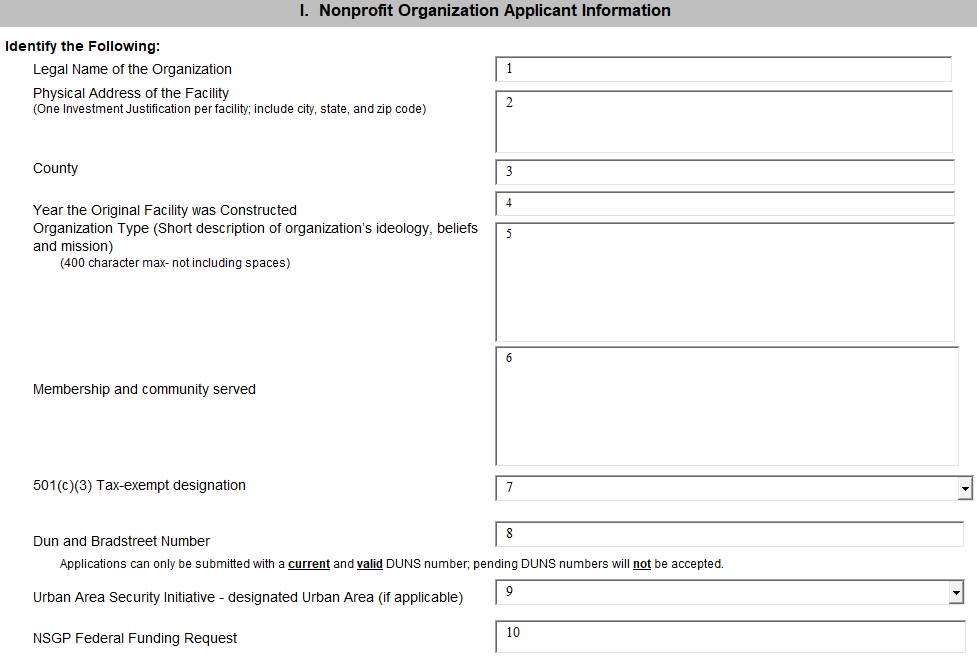 I. Nonprofit Organization Applicant Information
Identify the Following:
Legal Name of the Organization
1
Physical Address of the Facility
(One Investment Justification per facility; include city, state, and zip code)
2
County
3
Year the Original Facility was Constructed
4
Organization Type (Short description of organization's ideology, beliefs
and mission)
(400 character max- not including spaces)
5
Membership and community served
6
501(c)(3) Tax-exempt designation
7
Dun and Bradstreet Number
8
Applications can only be submitted with a current and valid DUNS number; pending DUNS numbers will not be accepted.
Urban Area Security Initiative - designated Urban Area (if applicable)
9
NSGP Federal Funding Request
10